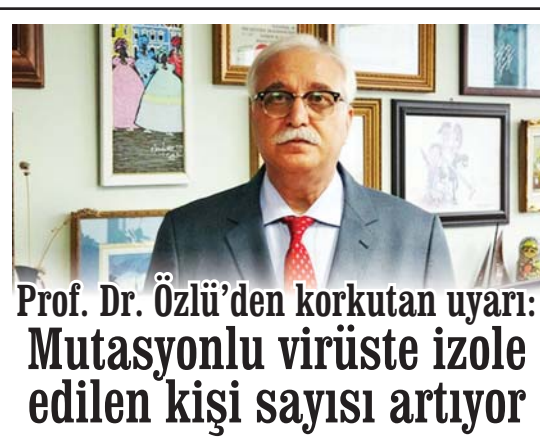 Prof. Dr. Özlü’den korkutan uyarı:
Mutasyonlu virüste izole
edilen kişi sayısı artıyor